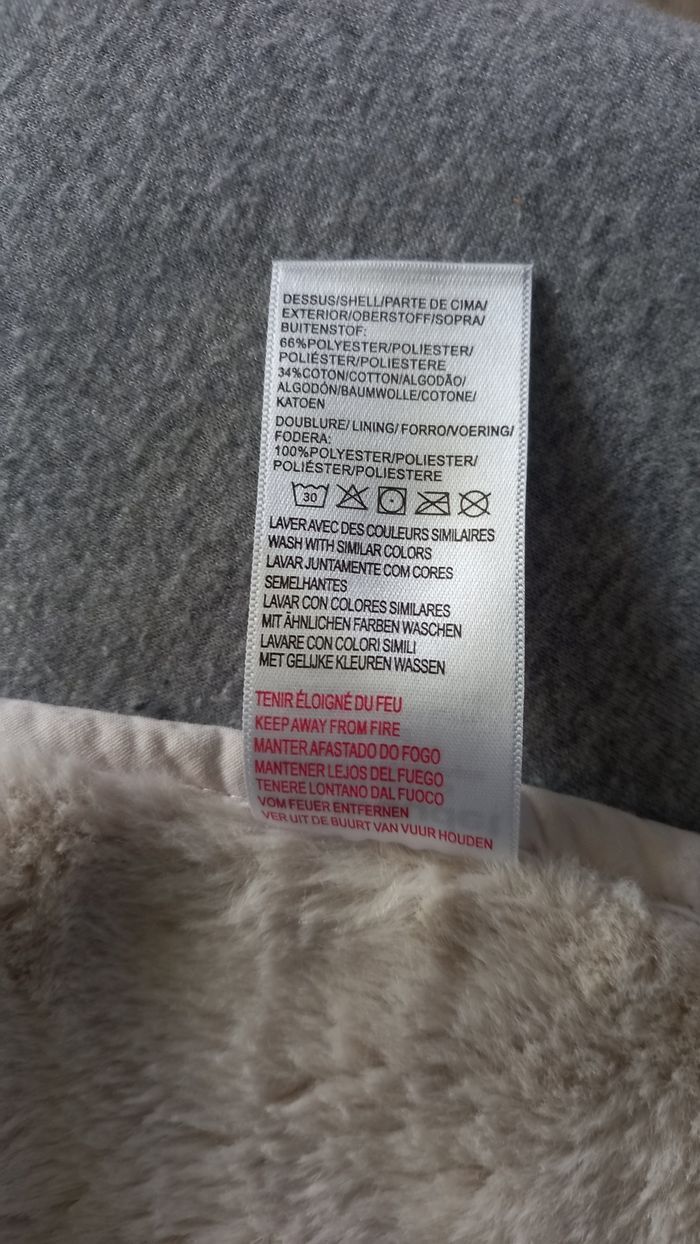 DESSUS/SHELL/PARTE DE CIMA/
EXTERIOR/OBERSTOFF/SOPRA/
BUITENSTOF:
66%POLYESTER/POLIESTER/
POLIÉSTER/POLIESTERE
34%COTON/COTTON/ALGODÃO/
ALGODÓN/BAUMWOLLE/COTONE/
KATOEN
DOUBLURE/ LINING/ FORRO/VOERING/
FODERA:
100%POLYESTER/POLIESTER/
POLIÉSTER/POLIESTERE
30
LAVER AVEC DES COULEURS SIMILAIRES
WASH WITH SIMILAR COLORS
LAVAR JUNTAMENTE COM CORES
SEMELHANTES
LAVAR CON COLORES SIMILARES
MIT ÄHNLICHEN FARBEN WASCHEN
LAVARE CON COLORI SIMILI
MET GELIJKE KLEUREN WASSEN
TENIR ÉLOIGNÉ DU FEU
KEEP AWAY FROM FIRE
MANTER AFASTADO DO FOGO
MANTENER LEJOS DEL FUEGO
TENERE LONTANO DAL FUOCO
VOM FEUER ENTFERNEN
VER UIT DE BUURT VAN VUUR HOUDEN